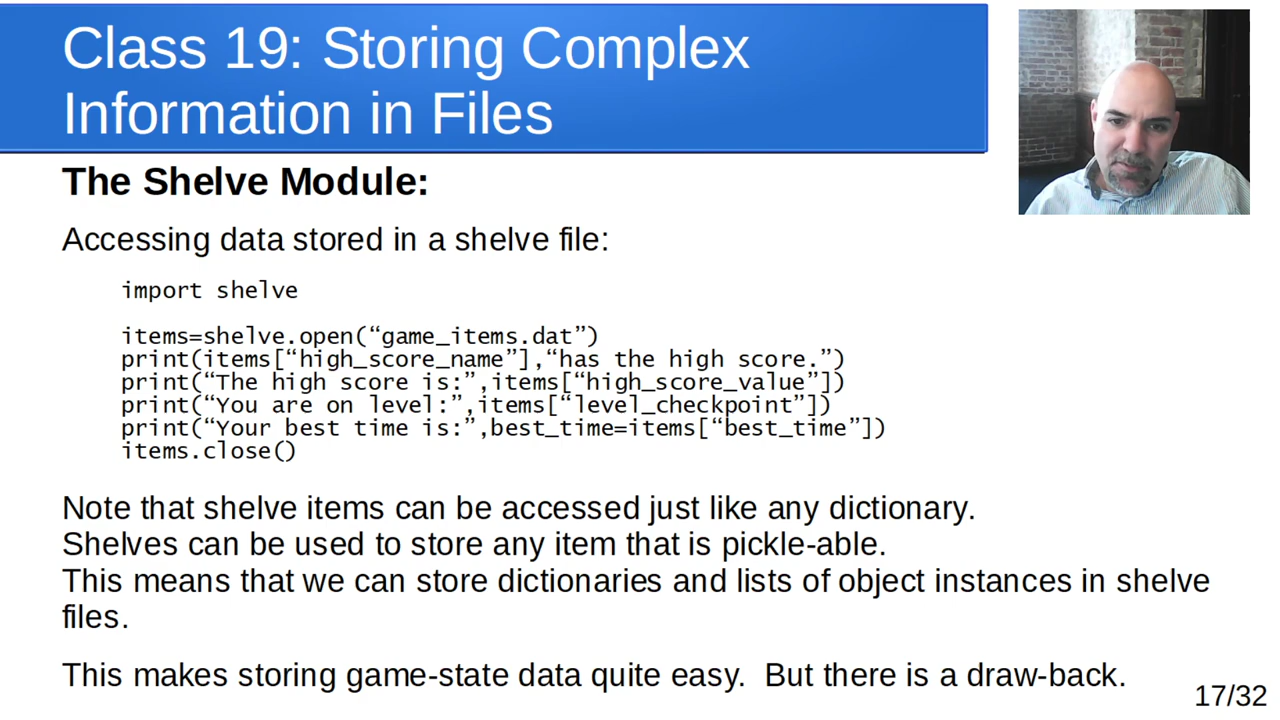 Class 19: Storing Complex
Information in Files
The Shelve Module:
Accessing data stored in a shelve file:
import shelve
items=shelve.open(“game_items.dat”)
print(items[“high_score_name”],“has the high score.”)
print(“The high score is:”,items[“high_score_value”])
print(“You are on level:”,items[“level_checkpoint”])
print(“Your best time is:”,best_time=items[“best_time”])
items.close()
Note that shelve items can be accessed just like any dictionary.
Shelves can be used to store any item that is pickle-able.
This means that we can store dictionaries and lists of object instances in shelve
files.
This makes storing game-state data quite easy.  But there is a draw-back.
17/32